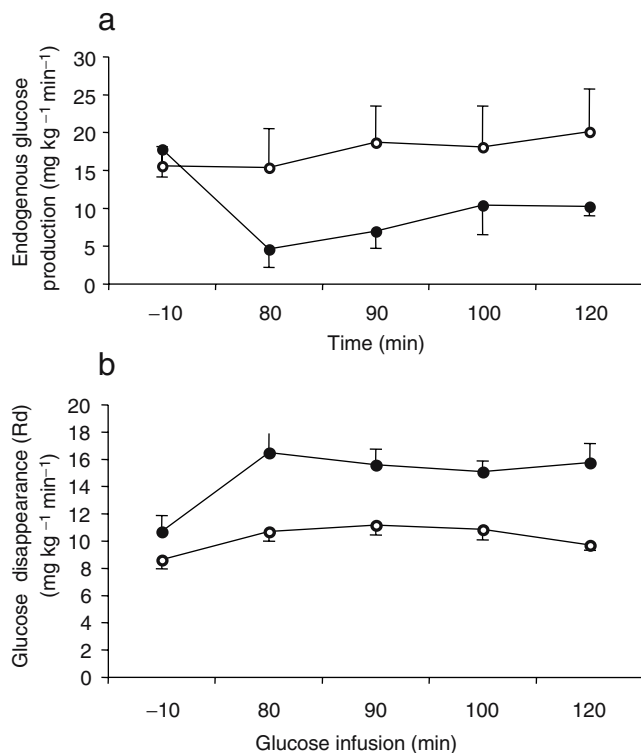 a
Endogenous glucose
production (mg kg⁻¹ min⁻¹)
30
25
20
15
10
5
0
−10 80 90 100 120
Time (min)
b
Glucose disappearance (Rd)
(mg kg⁻¹ min⁻¹)
20
18
16
14
12
10
8
6
4
2
0
−10 80 90 100 120
Glucose infusion (min)